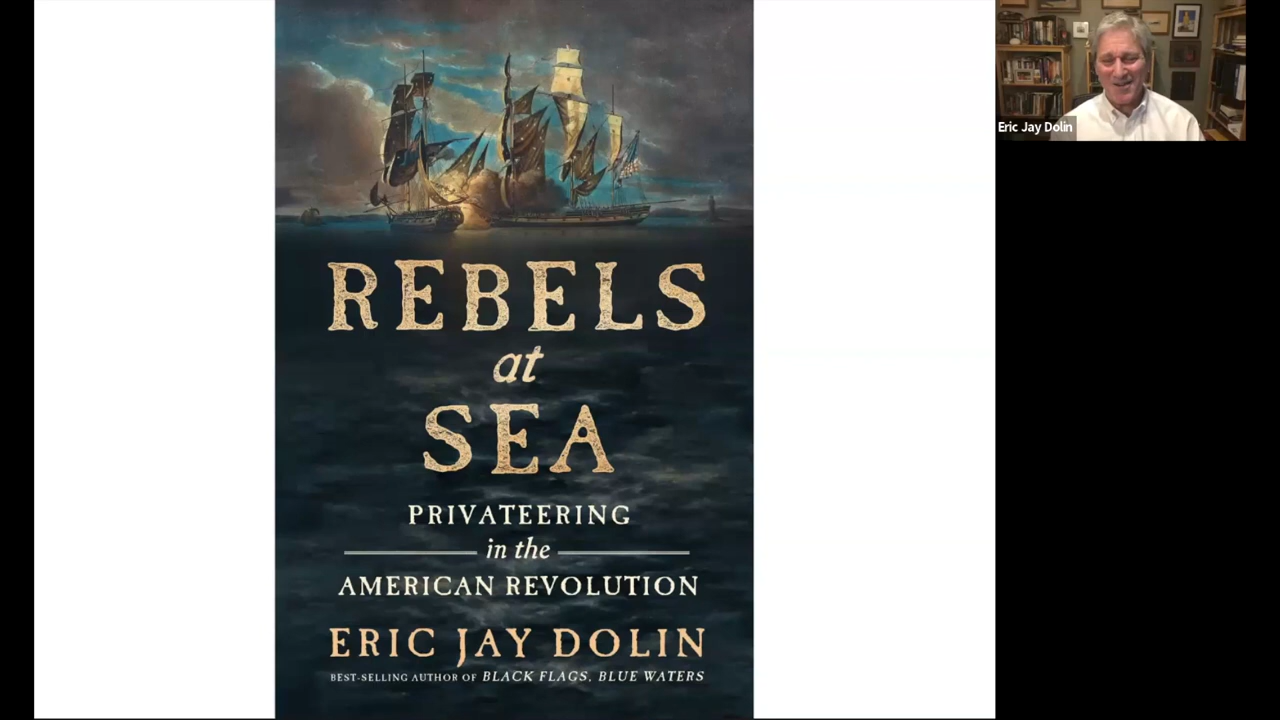 REBELS
at
SEA
PRIVATEERING
in the
AMERICAN REVOLUTION
ERIC JAY DOLIN
BEST-SELLING AUTHOR OF BLACK FLAGS, BLUE WATERS
Eric Jay Dolin